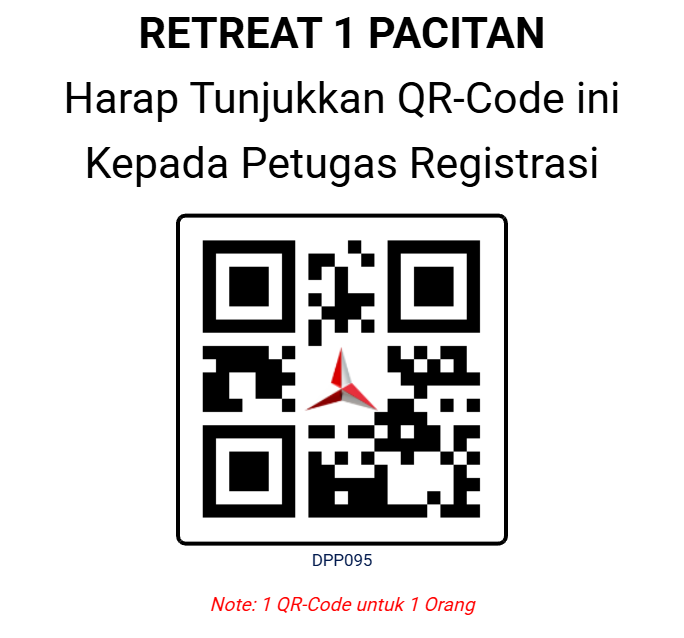 RETREAT 1 PACITAN
Harap Tunjukkan QR-Code ini
Kepada Petugas Registrasi
DPP095
Note: 1 QR-Code untuk 1 Orang